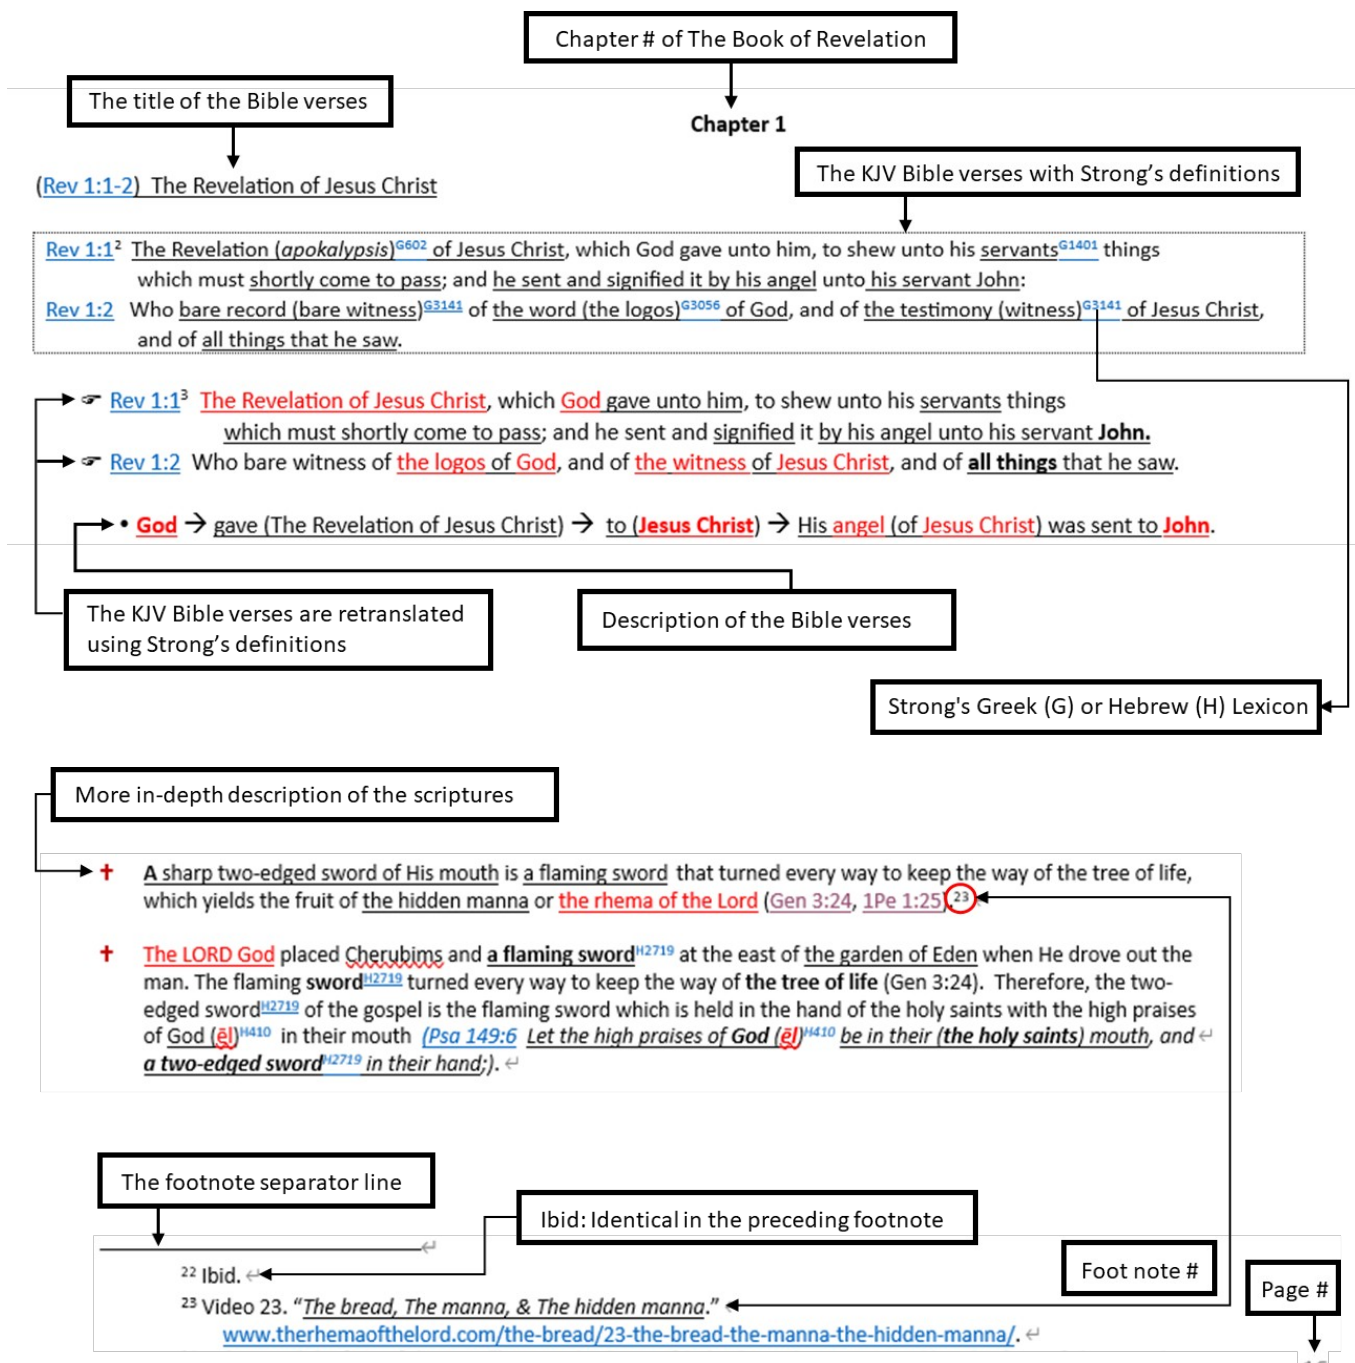 Chapter # of The Book of Revelation
The title of the Bible verses
Chapter 1
The KJV Bible verses with Strong's definitions
(Rev 1:1-2)  The Revelation of Jesus Christ
Rev 1:1² The Revelation (apokalypsis)G602 of Jesus Christ, which God gave unto him, to shew unto his servantsG1401 things
which must shortly come to pass; and he sent and signified it by his angel unto his servant John:
Rev 1:2 Who bare record (bare witness)G3141 of the word (the logos)G3056 of God, and of the testimony (witness)G3141 of Jesus Christ,
and of all things that he saw.
☞ Rev 1:1³ The Revelation of Jesus Christ, which God gave unto him, to shew unto his servants things
which must shortly come to pass; and he sent and signified it by his angel unto his servant John.
☞ Rev 1:2 Who bare witness of the logos of God, and of the witness of Jesus Christ, and of all things that he saw.
• God → gave (The Revelation of Jesus Christ) → to (Jesus Christ) → His angel (of Jesus Christ) was sent to John.
The KJV Bible verses are retranslated
using Strong's definitions
Description of the Bible verses
Strong's Greek (G) or Hebrew (H) Lexicon
More in-depth description of the scriptures
✝ A sharp two-edged sword of His mouth is a flaming sword that turned every way to keep the way of the tree of life,
which yields the fruit of the hidden manna or the rhema of the Lord (Gen 3:24, 1Pe 1:25).²³
✝ The LORD God placed Cherubims and a flaming swordH2719 at the east of the garden of Eden when He drove out the
man. The flaming swordH2719 turned every way to keep the way of the tree of life (Gen 3:24). Therefore, the two-
edged swordH2719 of the gospel is the flaming sword which is held in the hand of the holy saints with the high praises
of God (ēl)H410 in their mouth (Psa 149:6 Let the high praises of God (ēl)H410 be in their (the holy saints) mouth, and ↵
a two-edged swordH2719 in their hand;). ↵
The footnote separator line
Ibid: Identical in the preceding footnote
Foot note #
Page #
²² Ibid. ↵
²³ Video 23. "The bread, The manna, & The hidden manna."
www.therhemaofthelord.com/the-bread/23-the-bread-the-manna-the-hidden-manna/. ↵